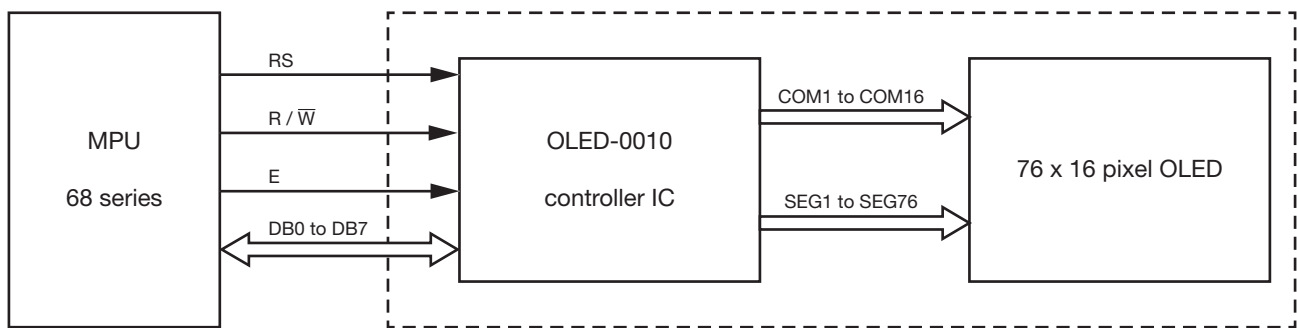 MPU
68 series
RS
R / W̅
E
DB0 to DB7
OLED-0010
controller IC
COM1 to COM16
SEG1 to SEG76
76 x 16 pixel OLED